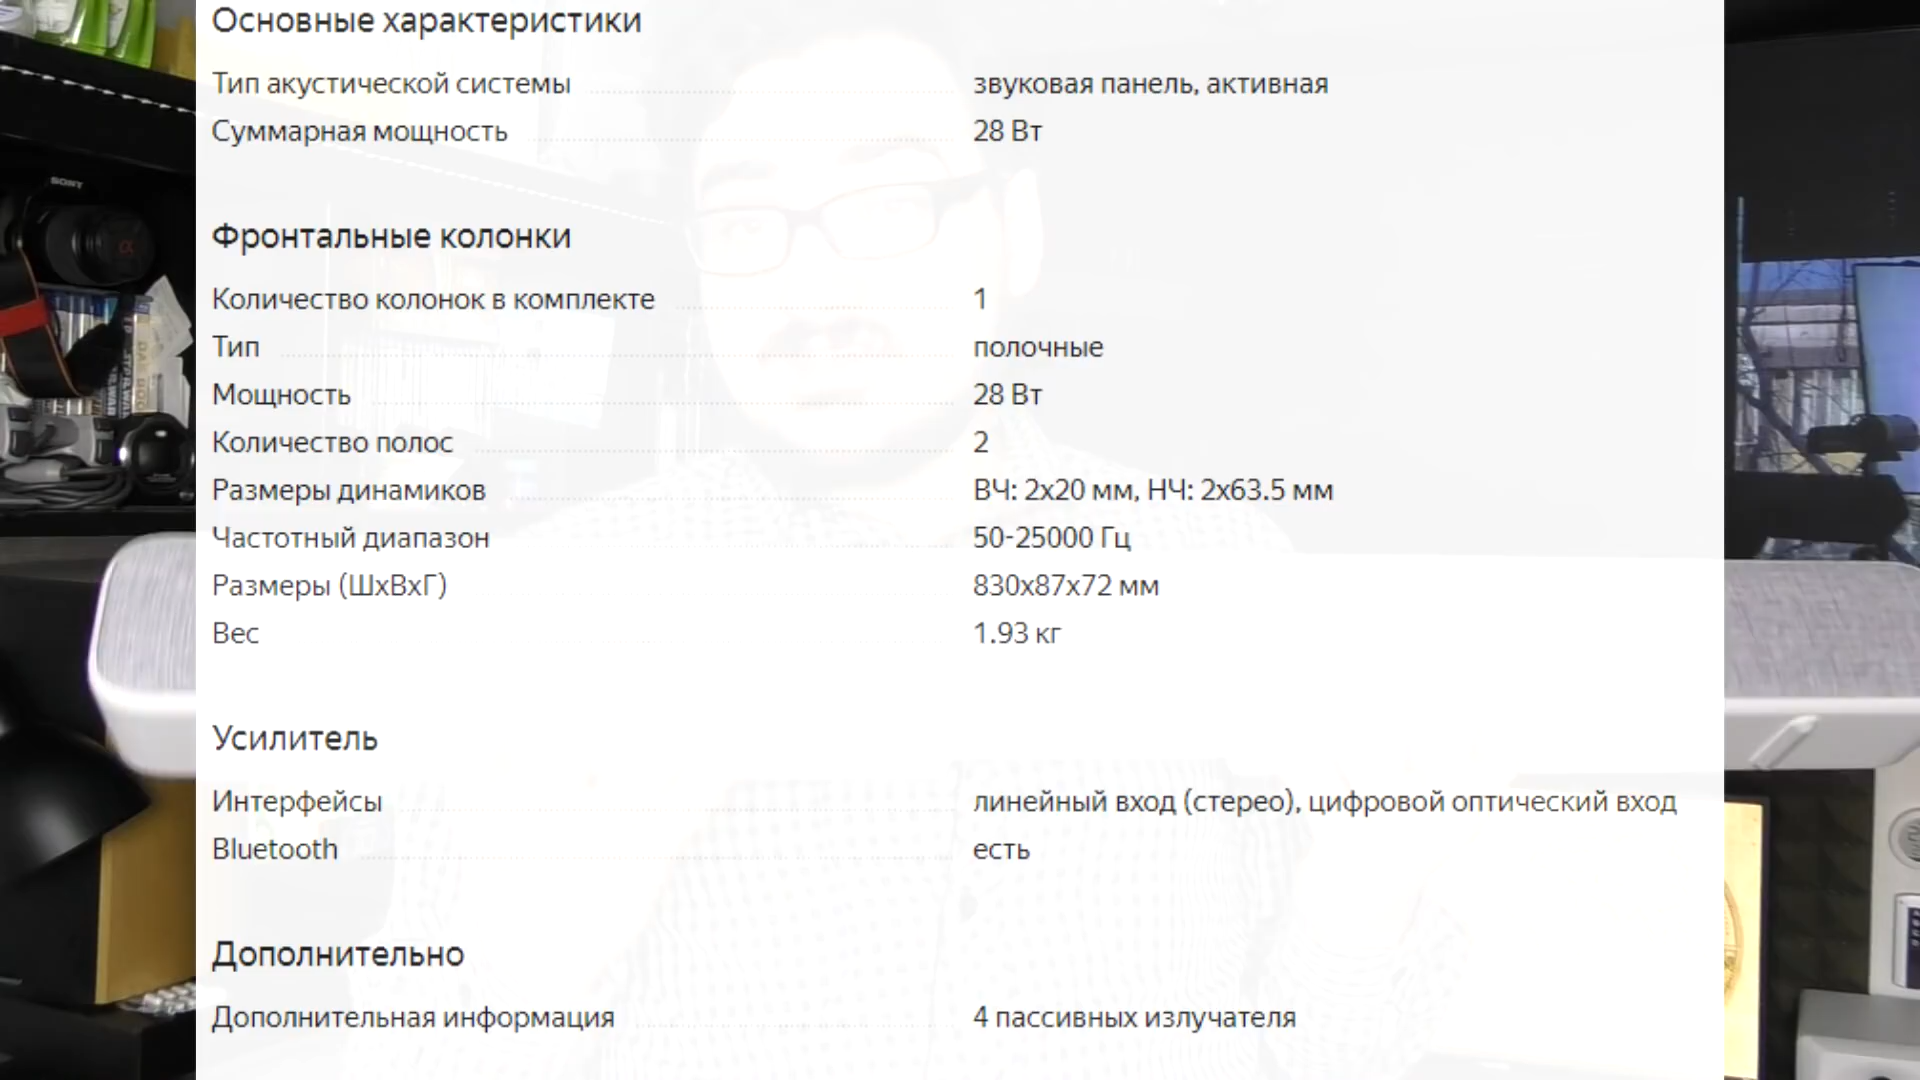 Основные характеристики
Тип акустической системы звуковая панель, активная
Суммарная мощность 28 Вт
SONY
Фронтальные колонки
Количество колонок в комплекте 1
Тип полочные
Мощность 28 Вт
Количество полос 2
Размеры динамиков ВЧ: 2x20 мм, НЧ: 2x63.5 мм
Частотный диапазон 50-25000 Гц
Размеры (ШxВxГ) 830x87x72 мм
Вес 1.93 кг
Усилитель
Интерфейсы линейный вход (стерео), цифровой оптический вход
Bluetooth есть
Дополнительно
Дополнительная информация 4 пассивных излучателя